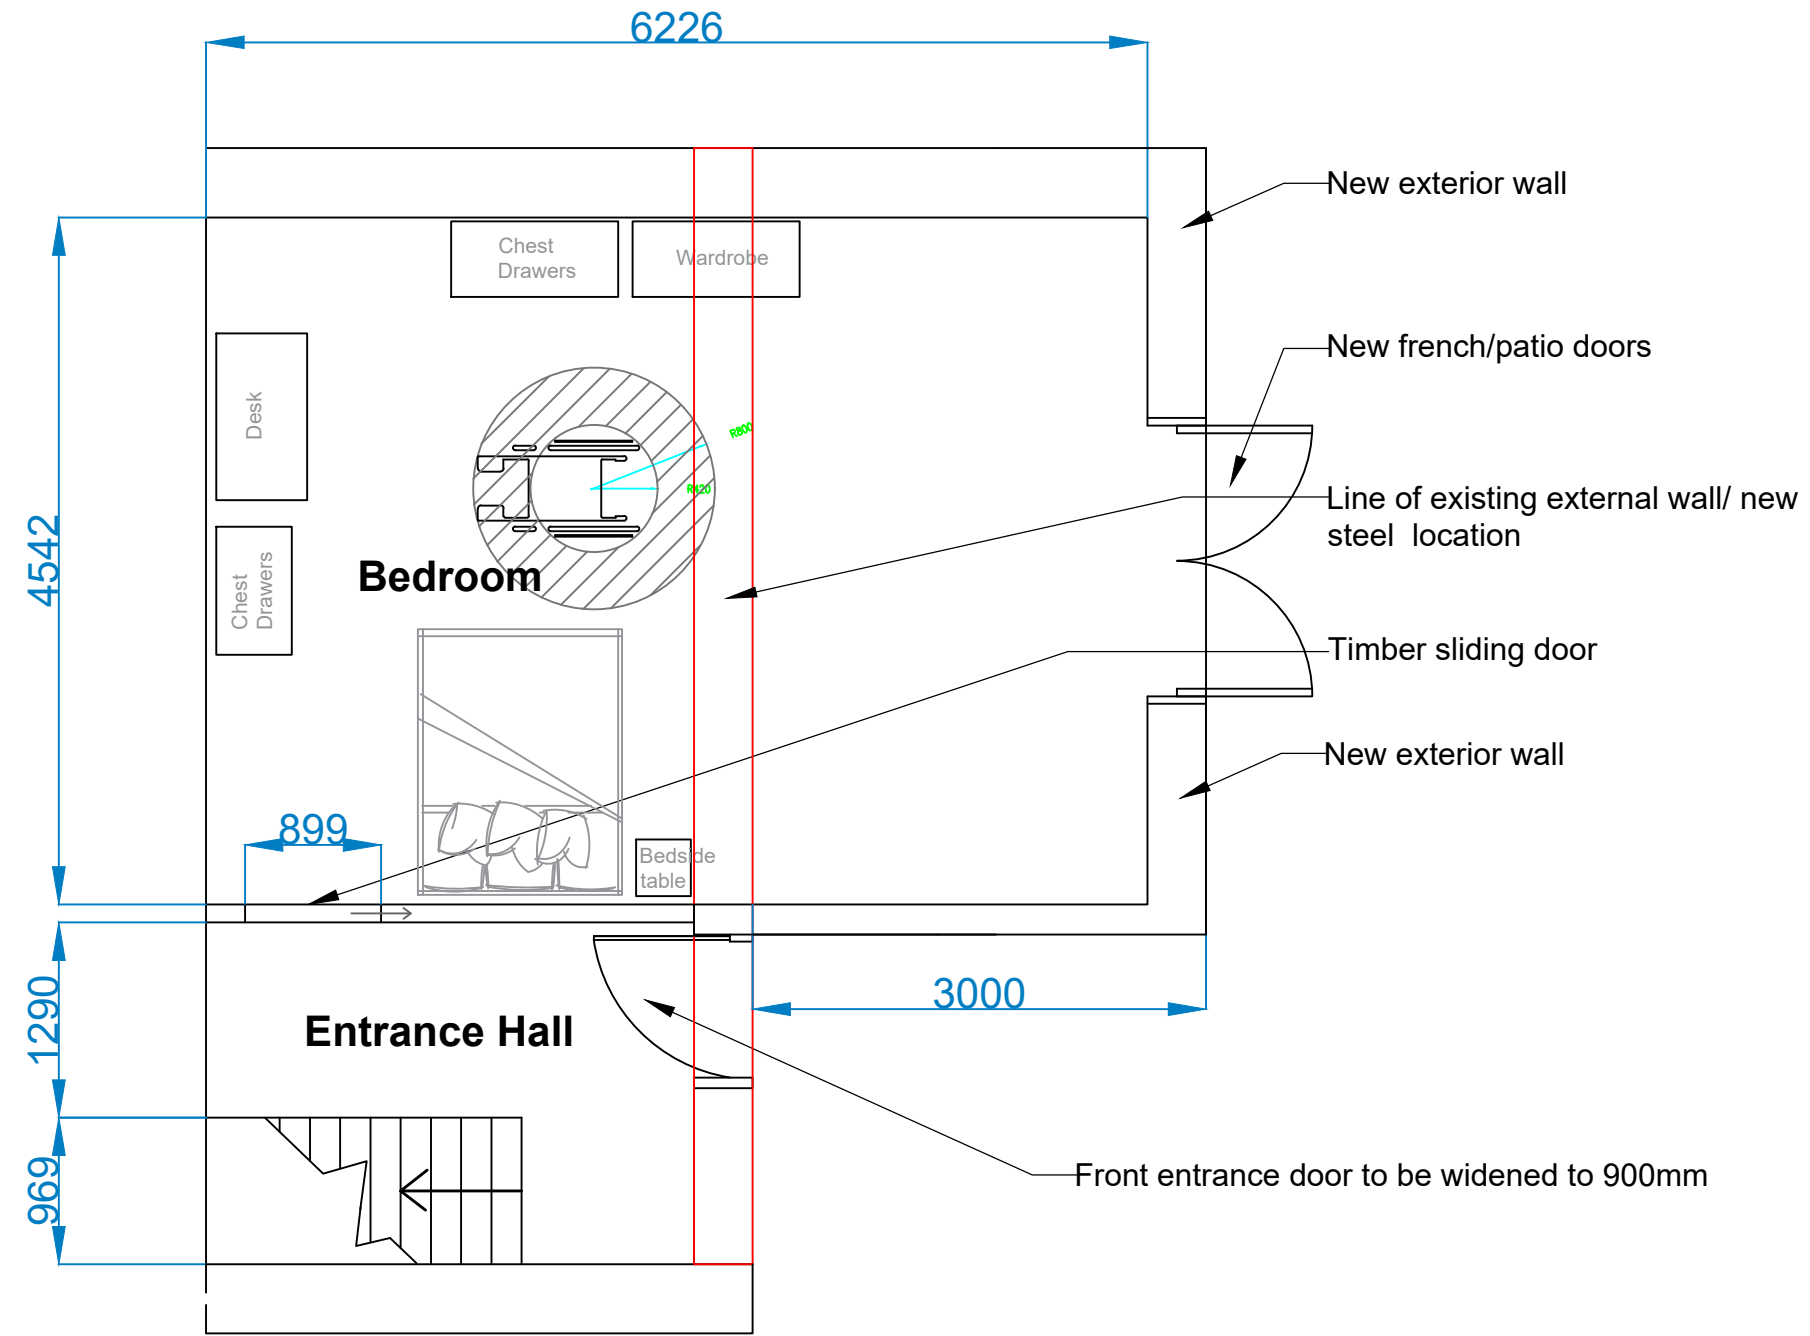 6226
New exterior wall
Chest
Drawers
Wardrobe
New french/patio doors
Desk
R800
R420
Line of existing external wall/ new
steel location
4542
Chest
Drawers
Bedroom
Timber sliding door
New exterior wall
899
Bedside
table
1290
Entrance Hall
3000
969
Front entrance door to be widened to 900mm